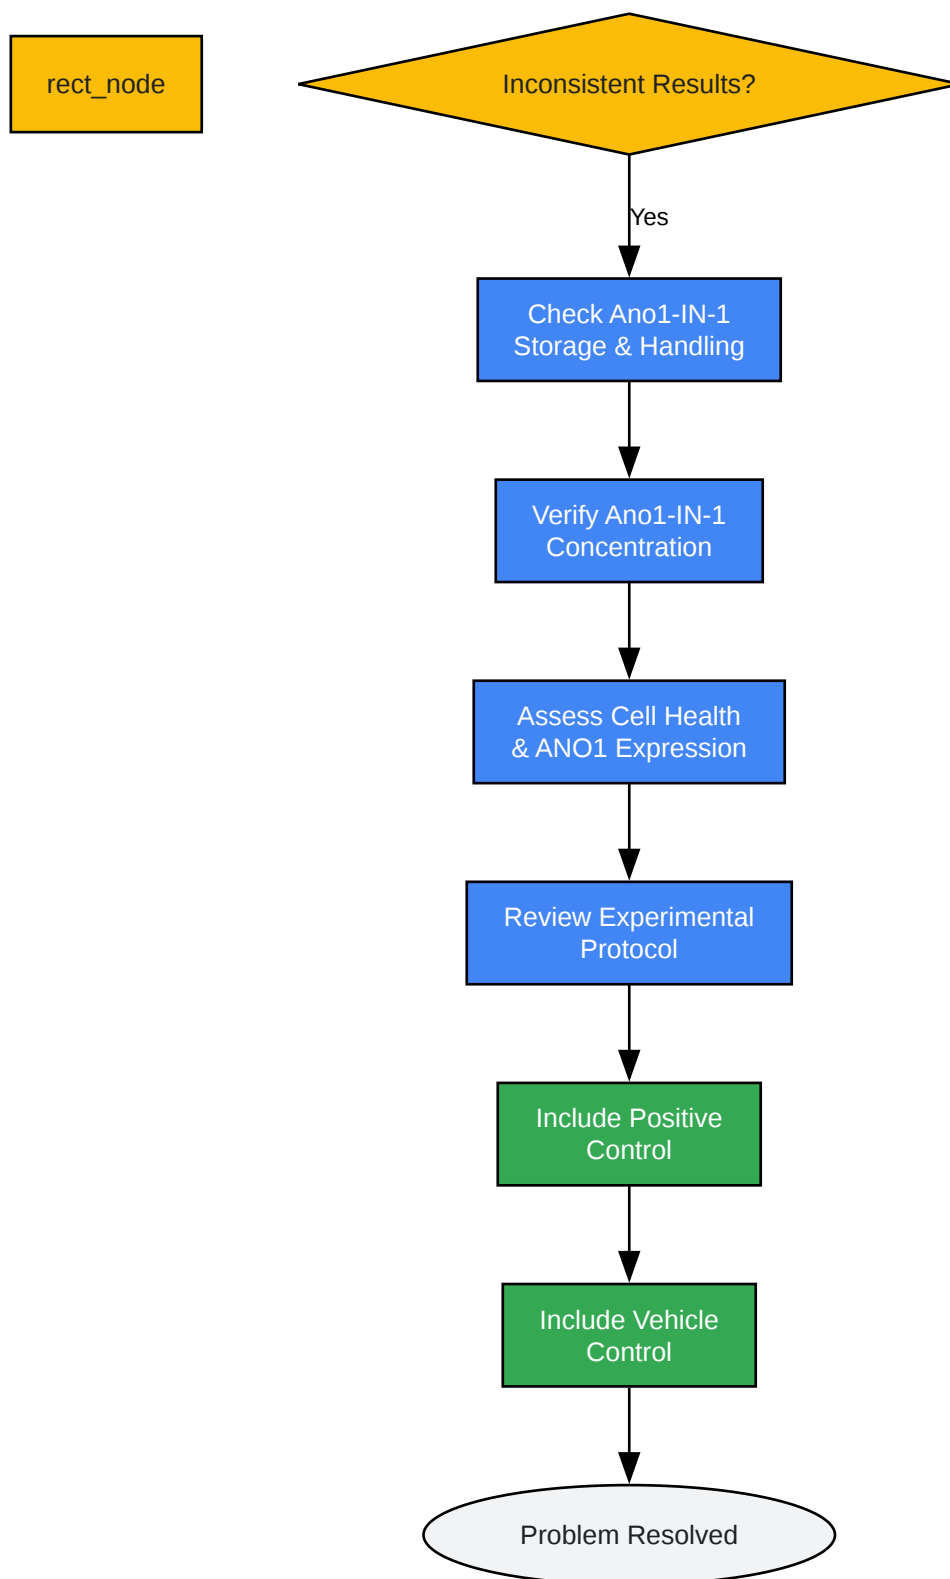 rect_node
Inconsistent Results?
Yes
Check Ano1-IN-1
Storage & Handling
Verify Ano1-IN-1
Concentration
Assess Cell Health
& ANO1 Expression
Review Experimental
Protocol
Include Positive
Control
Include Vehicle
Control
Problem Resolved